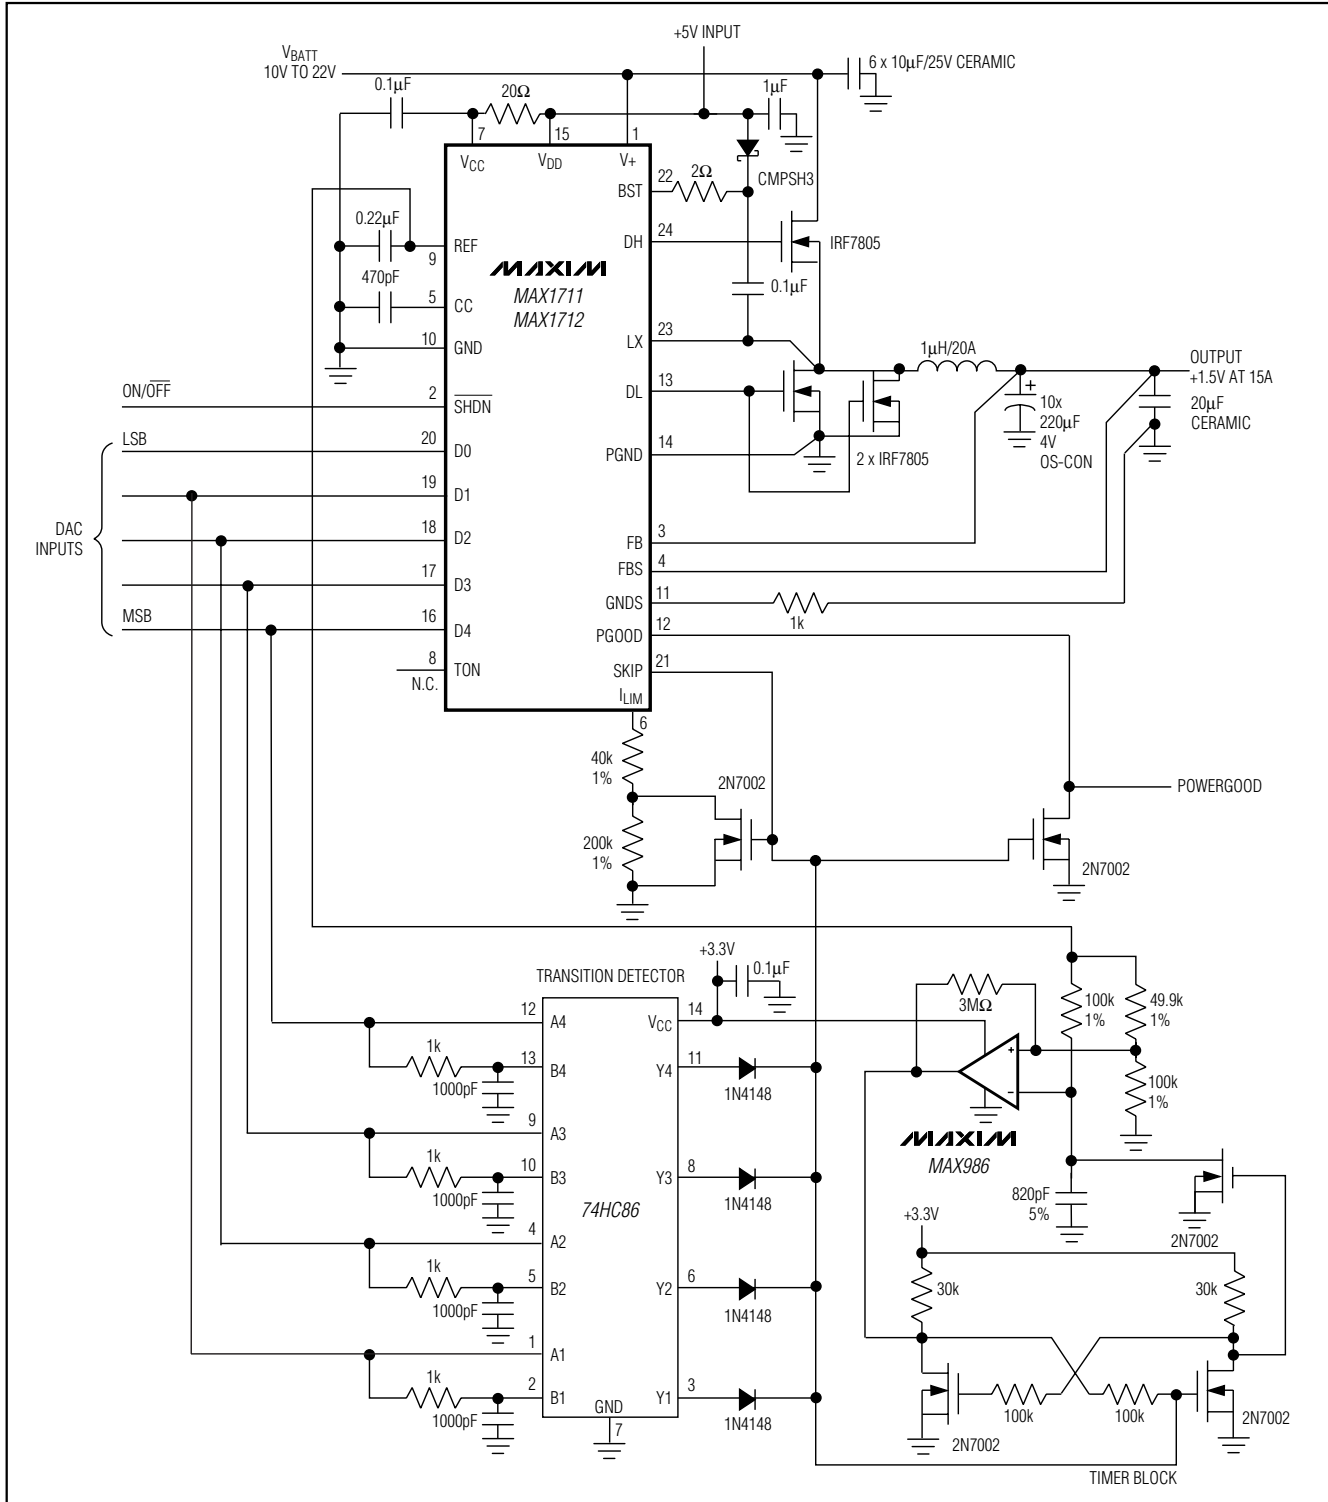 +5V INPUT
VBATT
10V TO 22V
6 x 10µF/25V CERAMIC
0.1µF
20Ω
1µF
7
15
1
VCC
VDD
V+
CMPSH3
22
2Ω
BST
0.22µF
REF
9
DH
24
IRF7805
470pF
MAXIM
MAX1711
MAX1712
0.1µF
5
CC
10
GND
LX
23
1µH/20A
OUTPUT
+1.5V AT 15A
ON/OFF
2
SHDN
DL
13
+
10x
220µF
4V
OS-CON
20µF
CERAMIC
LSB
20
D0
PGND
14
2 x IRF7805
19
D1
DAC
INPUTS
18
D2
FB
3
FBS
4
17
D3
GNDS
11
1k
MSB
16
D4
PGOOD
12
8
TON
N.C.
SKIP
21
ILIM
6
40k
1%
2N7002
POWERGOOD
200k
1%
2N7002
+3.3V
0.1µF
TRANSITION DETECTOR
3MΩ
100k
1%
49.9k
1%
12
A4
VCC
14
+
1k
13
B4
Y4
11
1000pF
1N4148
-
100k
1%
9
A3
MAXIM
MAX986
1k
10
B3
Y3
8
1000pF
1N4148
74HC86
820pF
5%
+3.3V
2N7002
4
A2
1k
5
B2
Y2
6
1000pF
1N4148
30k
30k
1
A1
1k
2
B1
Y1
3
1000pF
1N4148
GND
7
100k
100k
2N7002
2N7002
TIMER BLOCK